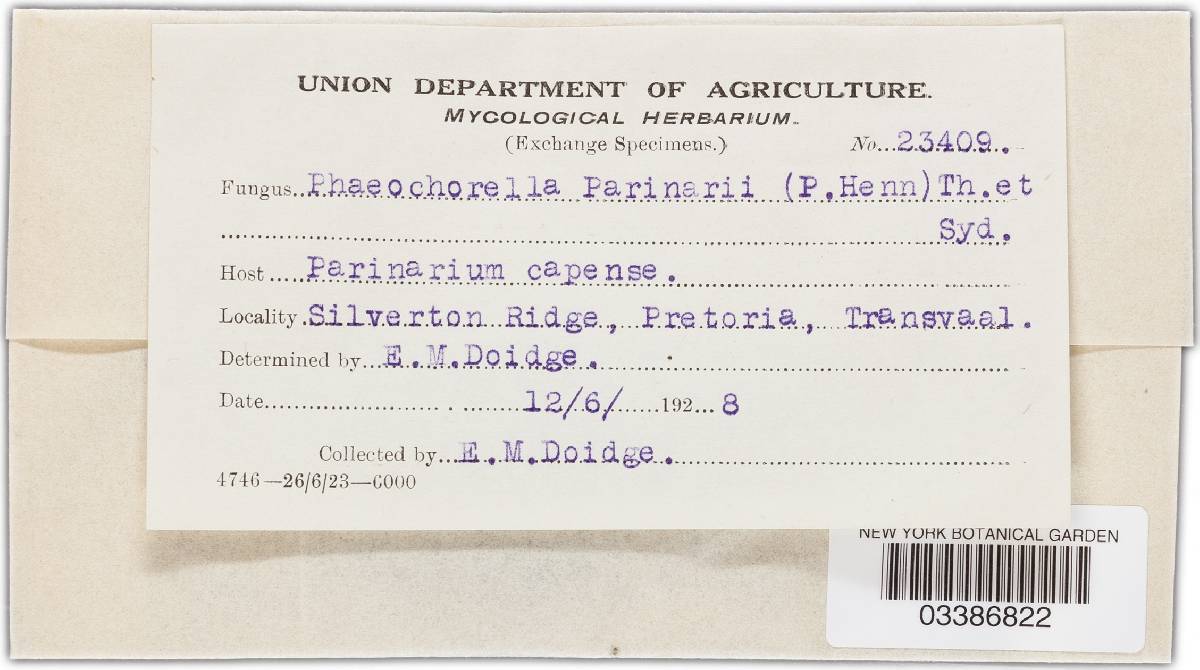 UNION DEPARTMENT OF AGRICULTURE.
MYCOLOGICAL HERBARIUM.
(Exchange Specimens.) No...23409..
Fungus..Phaeochorella Parinarii (P.Henn)Th.et
Syd.
Host.....Parinarium capense.
Locality.Silverton Ridge, Pretoria, Transvaal.
Determined by...E.M.Doidge.
Date...12/6/...192...8
Collected by...E.M.Doidge.
4746—26/6/23—6000
NEW YORK BOTANICAL GARDEN
03386822